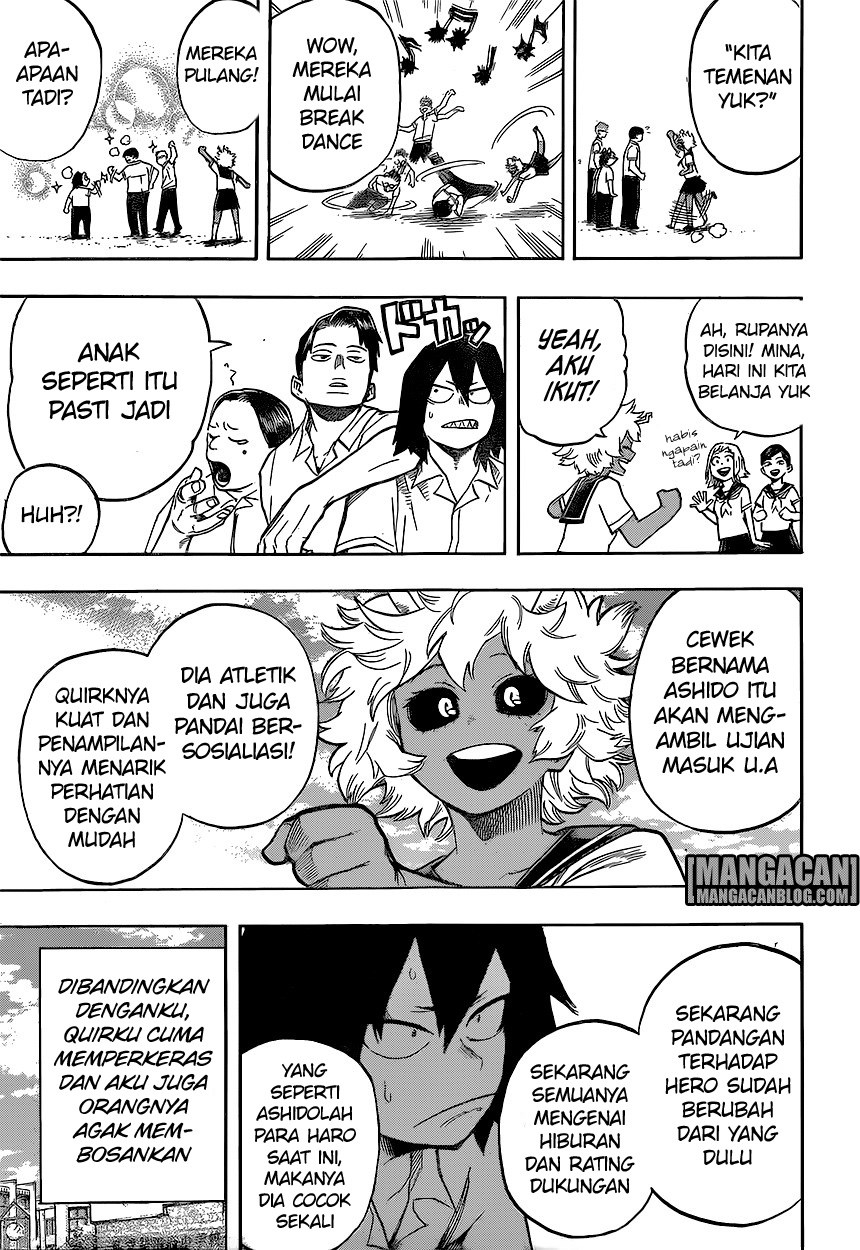 "KITA
TEMENAN
YUK?"
WOW,
MEREKA
MULAI
BREAK
DANCE
MEREKA
PULANG!
APA-
APAAN
TADI?
AH, RUPANYA
DISINI! MINA,
HARI INI KITA
BELANJA YUK
habis
ngapain
tadi?
YEAH,
AKU
IKUT!
ドカッ
ANAK
SEPERTI ITU
PASTI JADI
HUH?!
CEWEK
BERNAMA
ASHIDO ITU
AKAN MENG-
AMBIL UJIAN
MASUK U.A
DIA ATLETIK
DAN JUGA
PANDAI BER-
SOSIALIASI!
QUIRKNYA
KUAT DAN
PENAMPILAN-
NYA MENARIK
PERHATIAN
DENGAN
MUDAH
[MANGACAN]
MANGACANBLOG.COM
SEKARANG
PANDANGAN
TERHADAP
HERO SUDAH
BERUBAH
DARI YANG
DULU
SEKARANG
SEMUANYA
MENGENAI
HIBURAN
DAN RATING
DUKUNGAN
YANG
SEPERTI
ASHIDOLAH
PARA HARO
SAAT INI,
MAKANYA
DIA COCOK
SEKALI
DIBANDINGKAN
DENGANKU,
QUIRKU CUMA
MEMPERKERAS
DAN AKU JUGA
ORANGNYA
AGAK MEM-
BOSANKAN